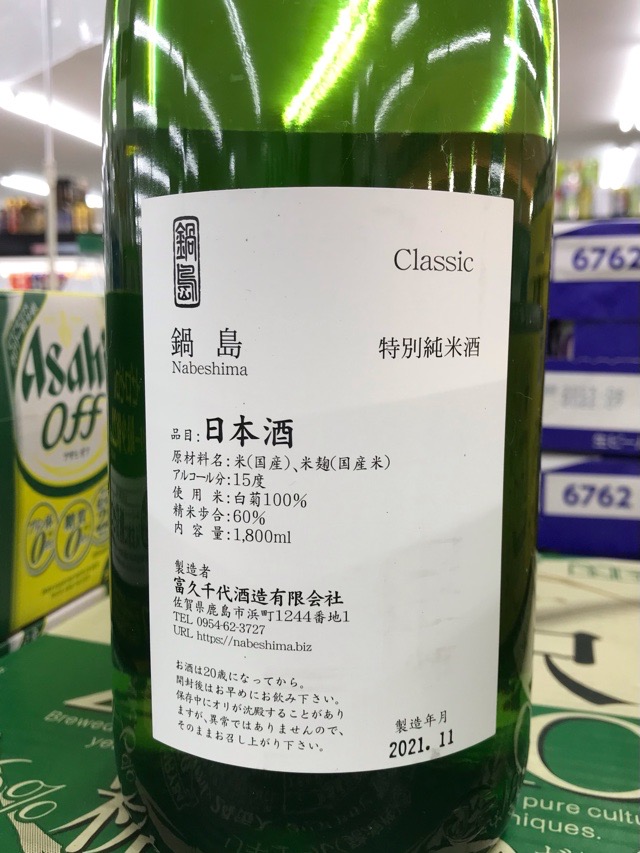 鍋島
Classic
鍋島
Nabeshima
特別純米酒
品目:日本酒
原材料名:米(国産)、米麹(国産米)
アルコール分:15度
使用米:白菊100%
精米歩合:60%
内容量:1,800ml
製造者
富久千代酒造有限会社
佐賀県鹿島市浜町1244番地1
TEL 0954-62-3727
URL https://nabeshima.biz
お酒は20歳になってから。
開封後はお早めにお飲み下さい。
保存中にオリが沈殿することがあり
ますが、異常ではありませんので、
そのままお召し上がり下さい。
製造年月
2021.11
Asahi
Off
6762
6762
pure cultu
niques.
Brewed